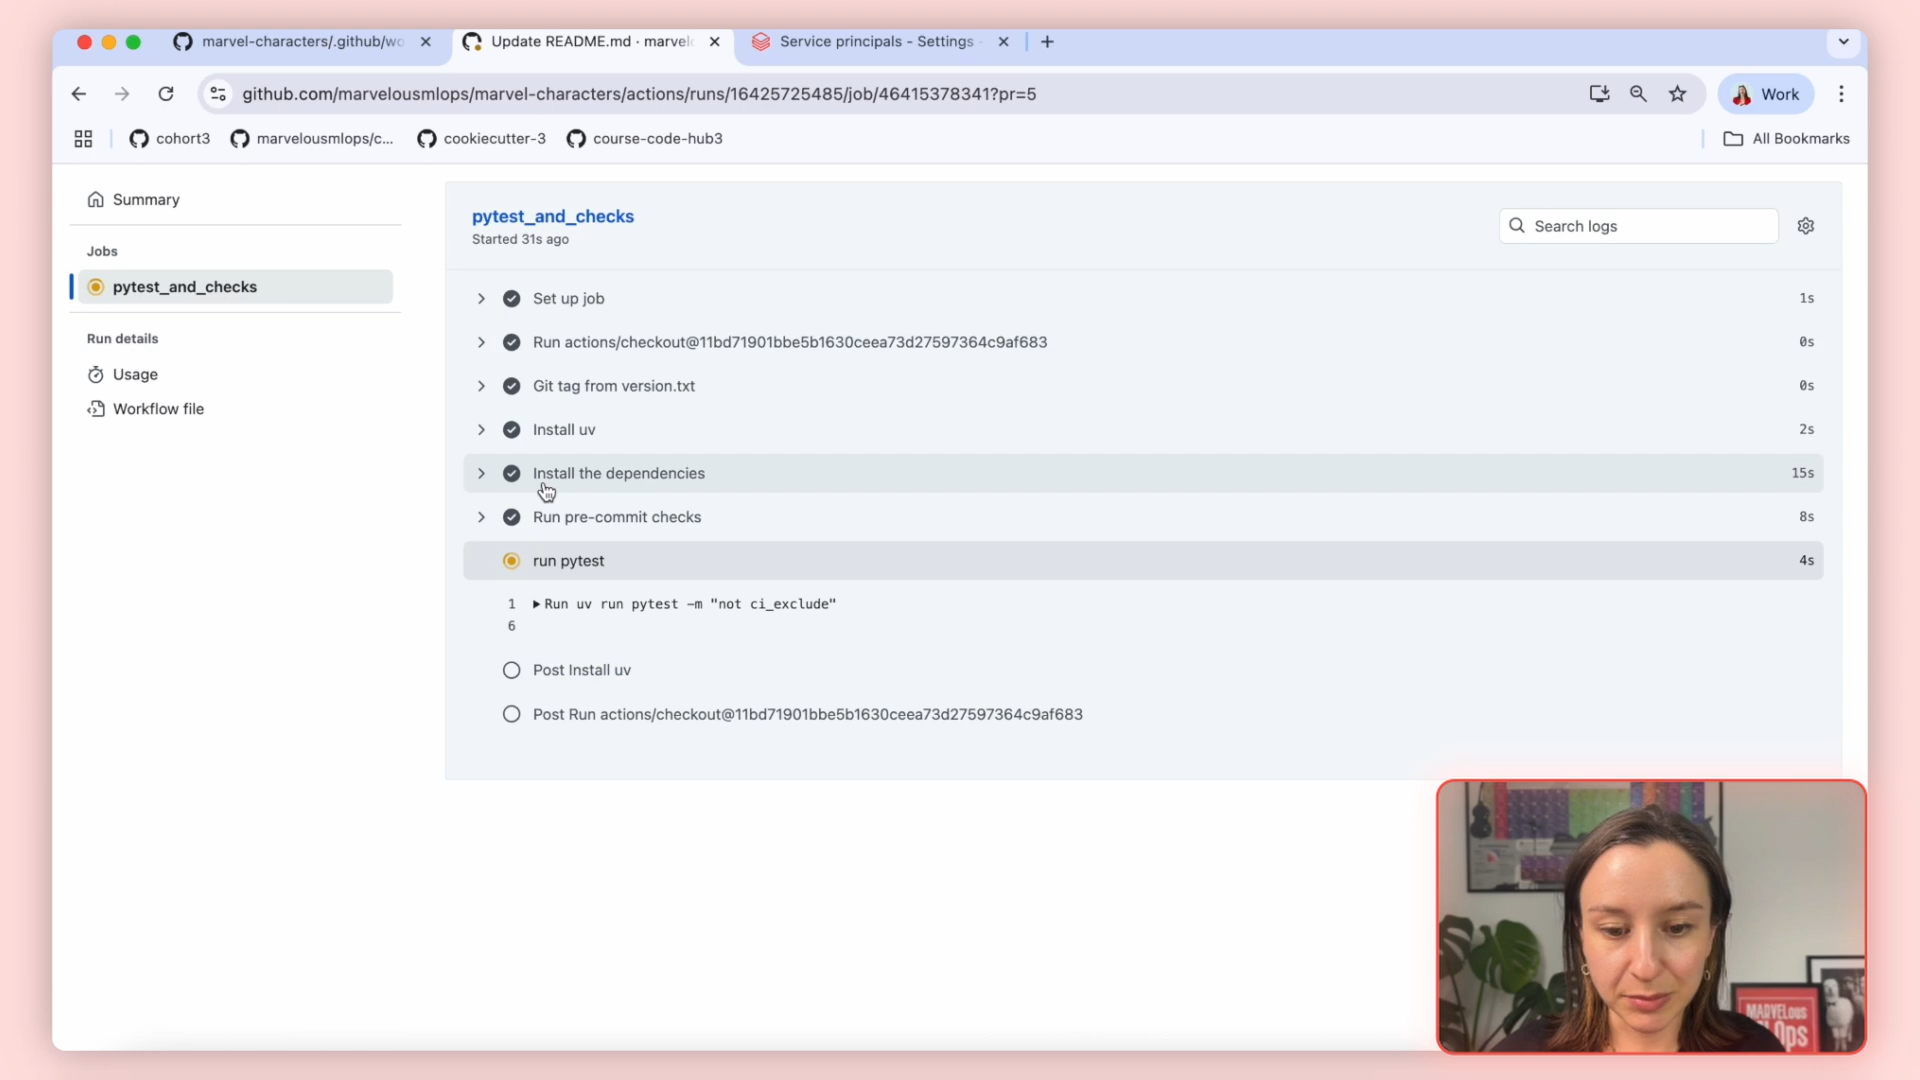 marvel-characters/.github/wo
Update README.md · marvel
Service principals - Settings -
github.com/marvelousmlops/marvel-characters/actions/runs/16425725485/job/46415378341?pr=5
Work
cohort3
marvelousmlops/c...
cookiecutter-3
course-code-hub3
All Bookmarks
Summary
Jobs
pytest_and_checks
Run details
Usage
Workflow file
pytest_and_checks
Started 31s ago
Search logs
Set up job 1s
Run actions/checkout@11bd71901bbe5b1630ceea73d27597364c9af683 0s
Git tag from version.txt 0s
Install uv 2s
Install the dependencies 15s
Run pre-commit checks 8s
run pytest 4s
1 Run uv run pytest -m "not ci_exclude"
6
Post Install uv
Post Run actions/checkout@11bd71901bbe5b1630ceea73d27597364c9af683
MARVELous